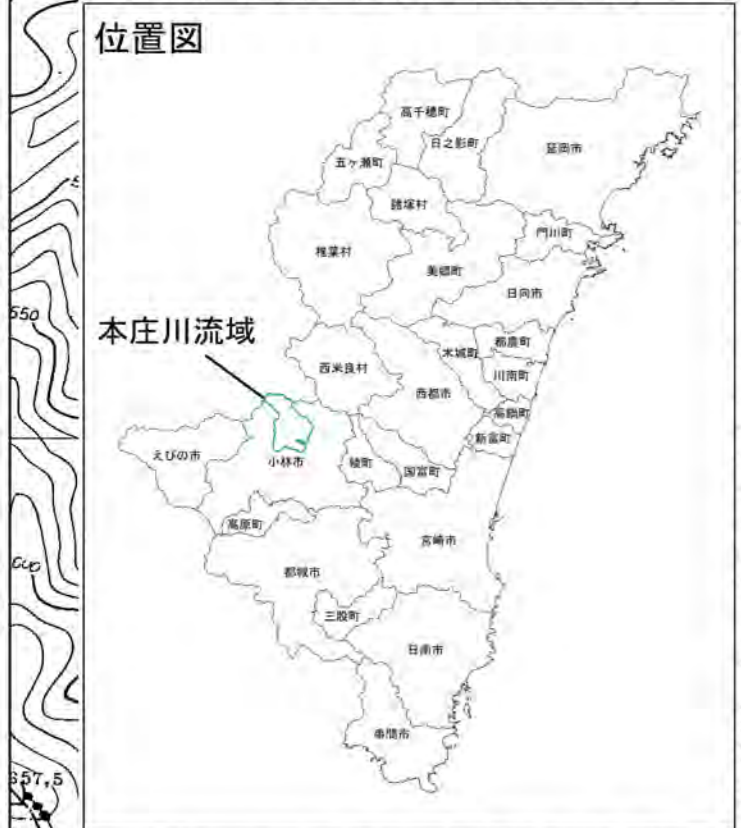 位置図
高千穂町
日之影町
延岡市
五ヶ瀬町
諸塚村
門川町
椎葉村
美郷町
日向市
550
本庄川流域
木城町
都農町
西米良村
川南町
西都市
高鍋町
新富町
えびの市
小林市
綾町
国富町
高原町
宮崎市
都城市
三股町
日南市
串間市
657,5